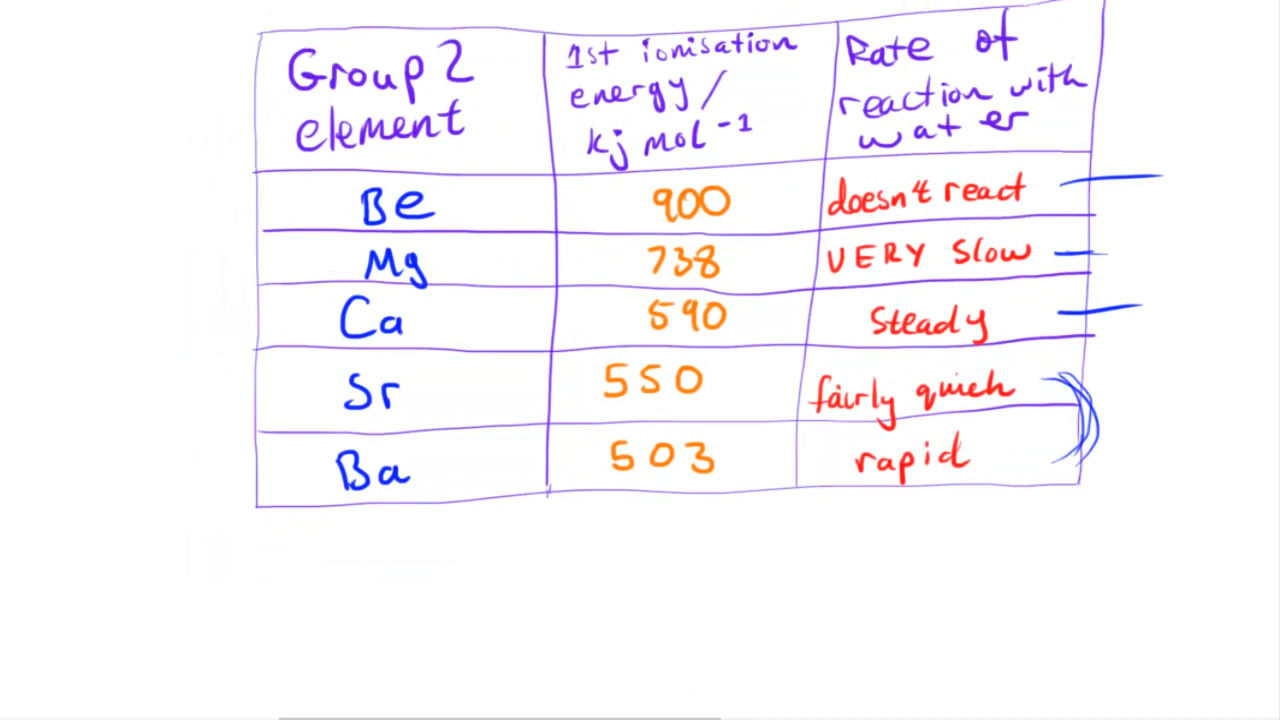 Group 2
element
1st ionisation
energy /
kj mol⁻¹
Rate of
reaction with
water
Be 900 doesn't react
Mg 738 VERY Slow
Ca 590 Steady
Sr 550 fairly quick
Ba 503 rapid